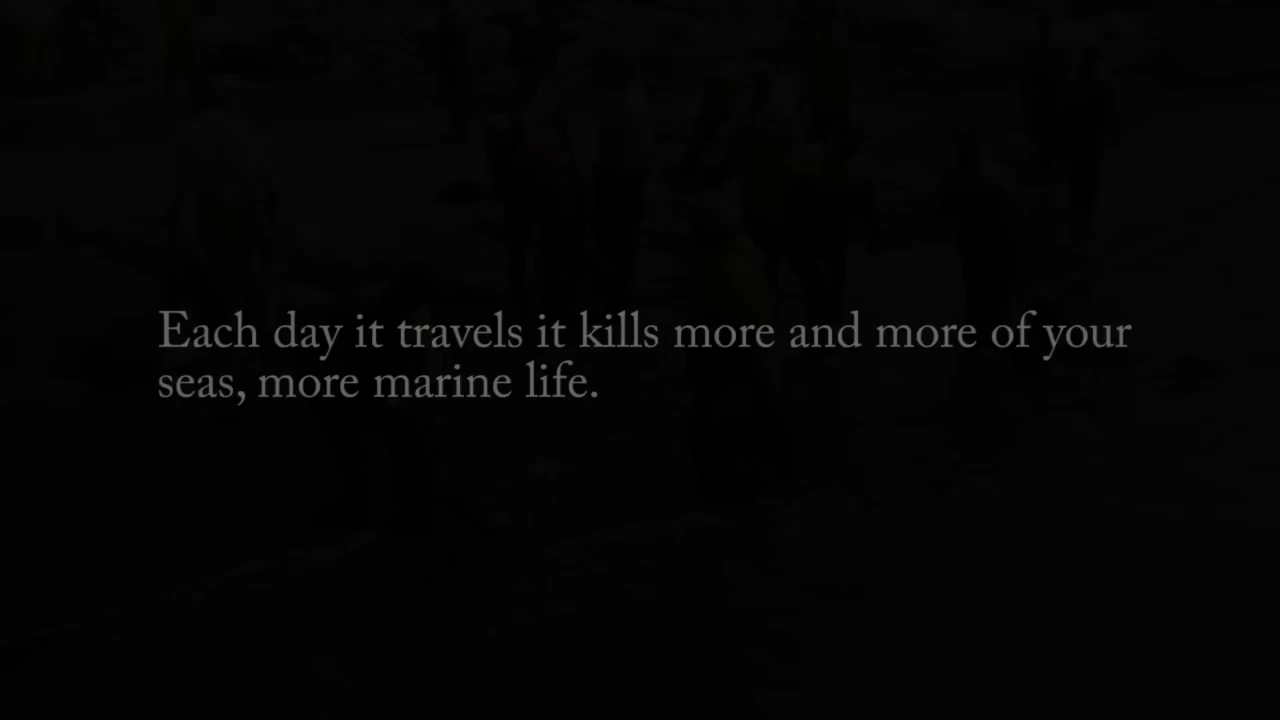 Each day it travels it kills more and more of your
seas, more marine life.